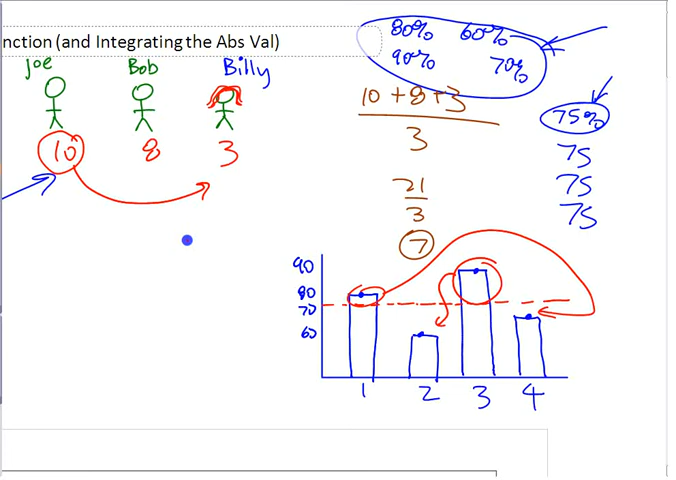 nction (and Integrating the Abs Val)
Joe Bob Billy
10 8 3
80% 60%
90% 70%
10 + 8 + 3
3
21
3
7
75%
75
75
75
90
80
70
60
1 2 3 4